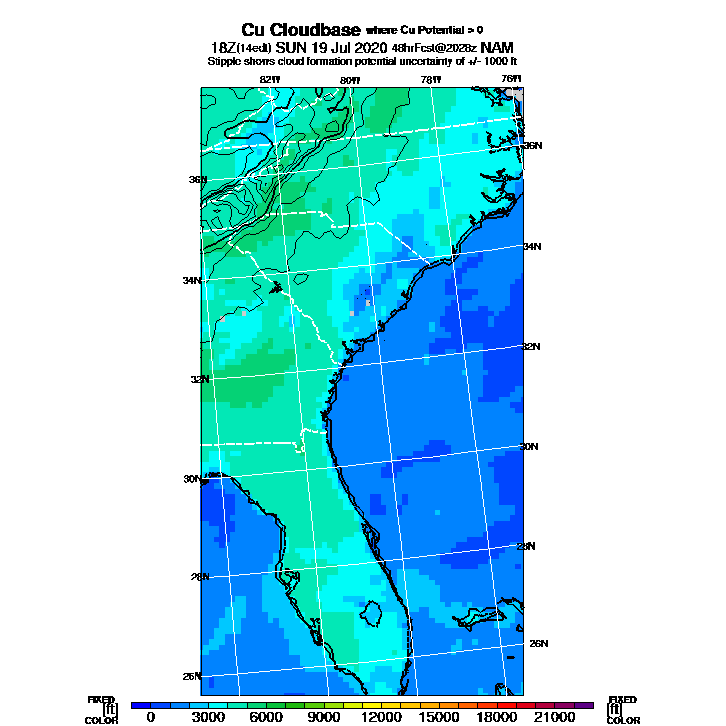 Cu Cloudbase where Cu Potential > 0
18Z(14edt) SUN 19 Jul 2020 48hrFcst@2028z NAM
Stipple shows cloud formation potential uncertainty of +/- 1000 ft
82W 80W 78W 76W
36N
36N
34N
34N
32N
32N
30N
30N
28N
28N
26N
26N
FIXED FIXED
[ft] [ft]
COLOR COLOR
0 3000 6000 9000 12000 15000 18000 21000